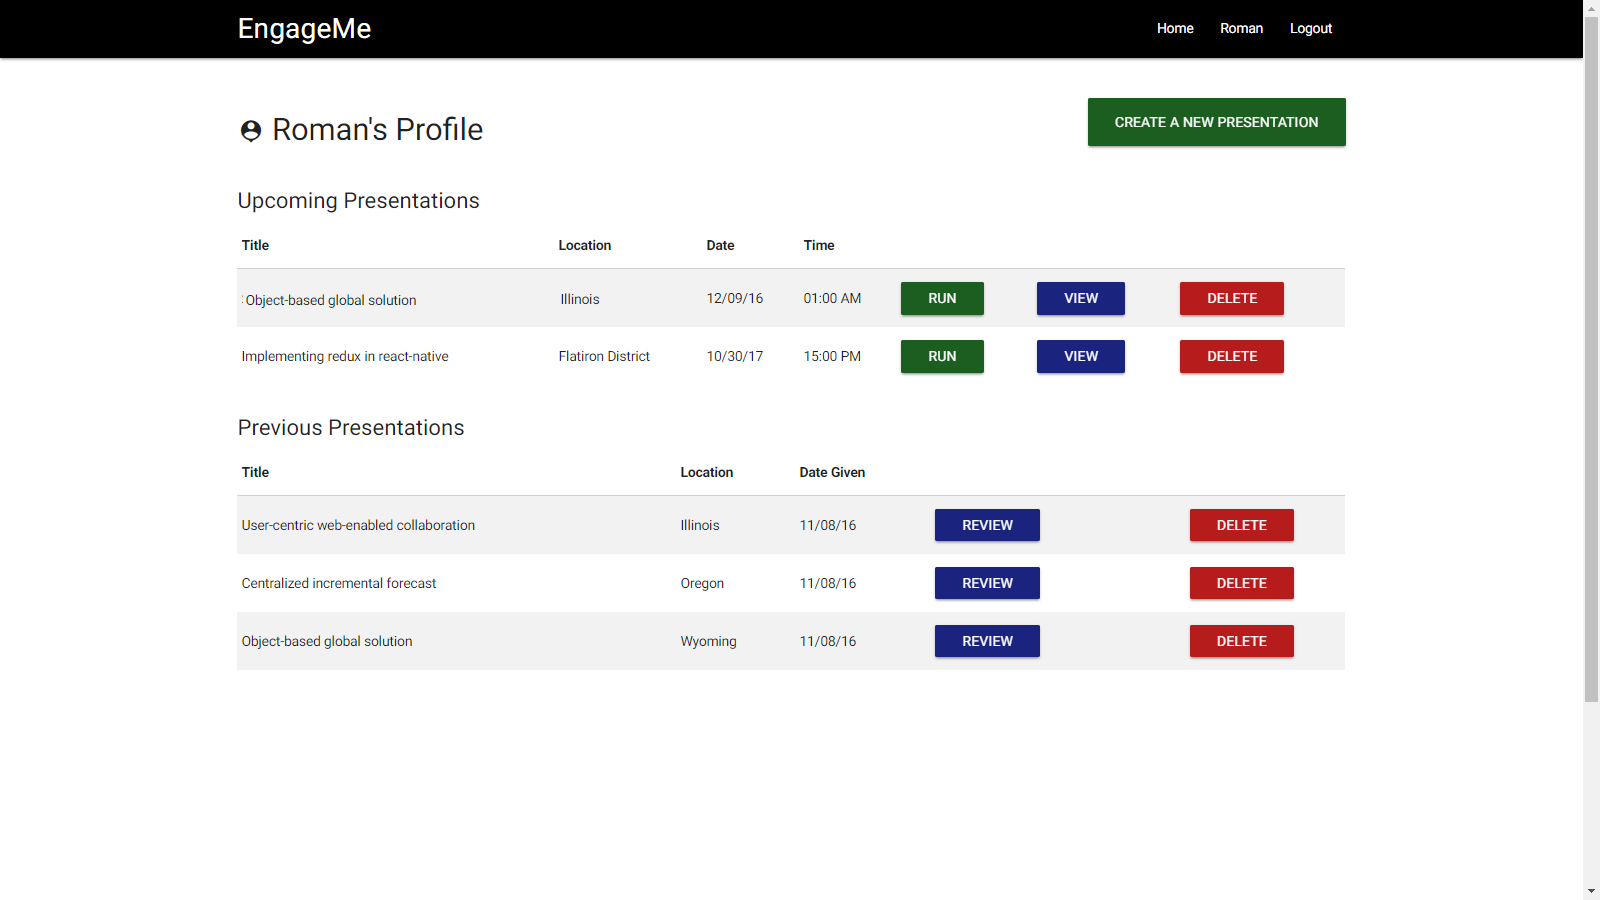 EngageMe Home Roman Logout
Roman's Profile CREATE A NEW PRESENTATION
Upcoming Presentations
Title Location Date Time
Object-based global solution Illinois 12/09/16 01:00 AM RUN VIEW DELETE
Implementing redux in react-native Flatiron District 10/30/17 15:00 PM RUN VIEW DELETE
Previous Presentations
Title Location Date Given
User-centric web-enabled collaboration Illinois 11/08/16 REVIEW DELETE
Centralized incremental forecast Oregon 11/08/16 REVIEW DELETE
Object-based global solution Wyoming 11/08/16 REVIEW DELETE